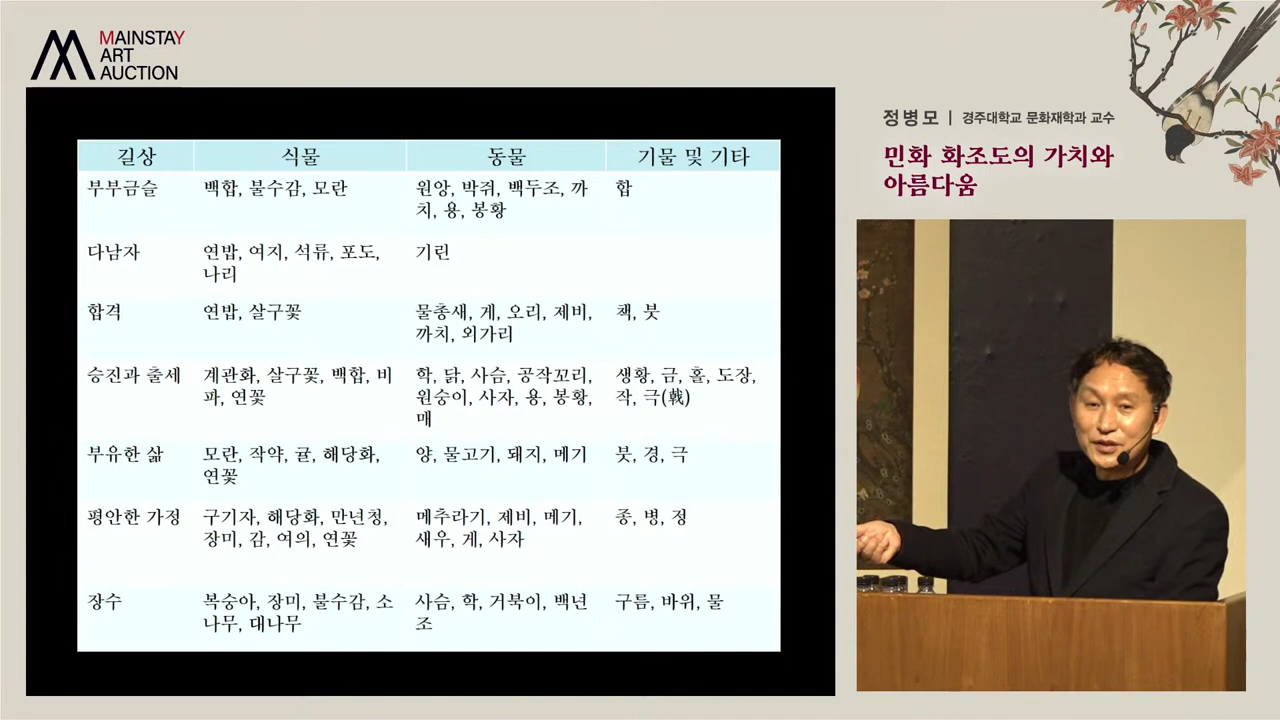 MAINSTAY
ART
AUCTION
정병모 | 경주대학교 문화재학과 교수
민화 화조도의 가치와
아름다움
길상 식물 동물 기물 및 기타
부부금슬 백합, 불수감, 모란 원앙, 박쥐, 백두조, 까 합
치, 용, 봉황
다남자 연밥, 여지, 석류, 포도, 기린
나리
합격 연밥, 살구꽃 물총새, 게, 오리, 제비, 책, 붓
까치, 외가리
승진과 출세 계관화, 살구꽃, 백합, 비 학, 닭, 사슴, 공작꼬리, 생황, 금, 홀, 도장,
파, 연꽃 원숭이, 사자, 용, 봉황, 작, 극(戟)
매
부유한 삶 모란, 작약, 귤, 해당화, 양, 물고기, 돼지, 메기 붓, 경, 극
연꽃
평안한 가정 구기자, 해당화, 만년청, 메추라기, 제비, 메기, 종, 병, 정
장미, 감, 여의, 연꽃 새우, 게, 사자
장수 복숭아, 장미, 불수감, 소 사슴, 학, 거북이, 백년 구름, 바위, 물
나무, 대나무 조